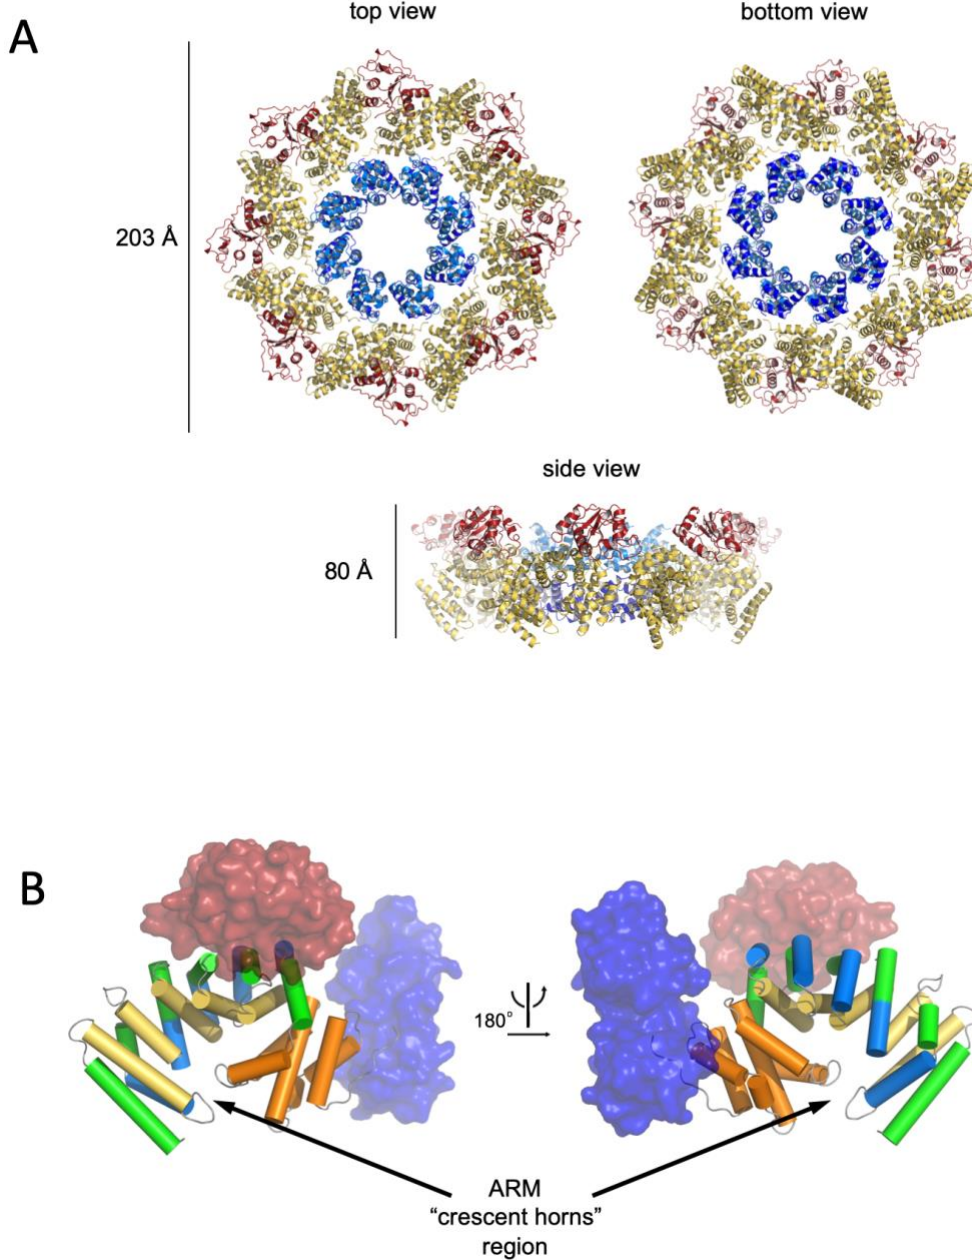 A
top view
bottom view
203 Å
side view
80 Å
B
180°
ARM
“crescent horns”
region